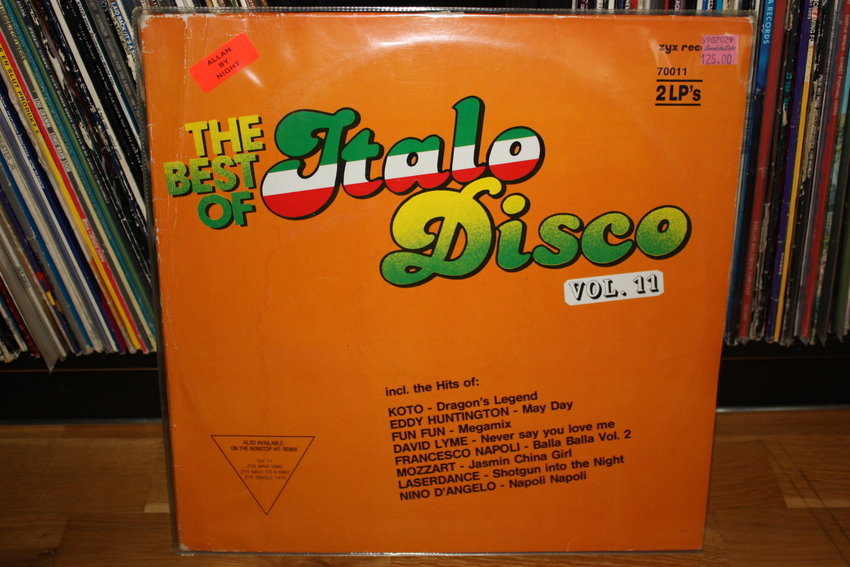 ALLAN
BY
NIGHT
zyx rec
5902029
125.00
70011
2 LP's
THE
BEST
OF
Italo
Disco
VOL. 11
incl. the Hits of:
KOTO - Dragon's Legend
EDDY HUNTINGTON - May Day
FUN FUN - Megamix
DAVID LYME - Never say you love me
FRANCESCO NAPOLI - Balla Balla Vol. 2
MOZZART - Jasmin China Girl
LASERDANCE - Shotgun into the Night
NINO D'ANGELO - Napoli Napoli
ALSO AVAILABLE:
ON THE NONSTOP HIT-REMIX
Vol. 11